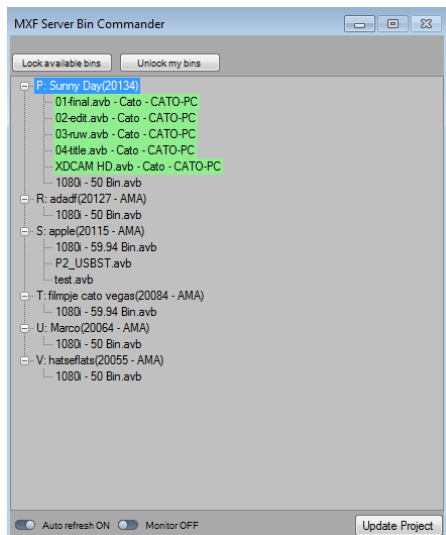 MXF Server Bin Commander
Lock available bins Unlock my bins
P: Sunny Day(20134)
01-final.avb - Cato - CATO-PC
02-edit.avb - Cato - CATO-PC
03-ruw.avb - Cato - CATO-PC
04-title.avb - Cato - CATO-PC
XDCAM HD.avb - Cato - CATO-PC
1080i - 50 Bin.avb
R: adadf(20127 - AMA)
1080i - 50 Bin.avb
S: apple(20115 - AMA)
1080i - 59.94 Bin.avb
P2_USBST.avb
test.avb
T: filmpje cato vegas(20084 - AMA)
1080i - 59.94 Bin.avb
U: Marco(20064 - AMA)
1080i - 50 Bin.avb
V: hatseflats(20055 - AMA)
1080i - 50 Bin.avb
Auto refresh ON Monitor OFF Update Project